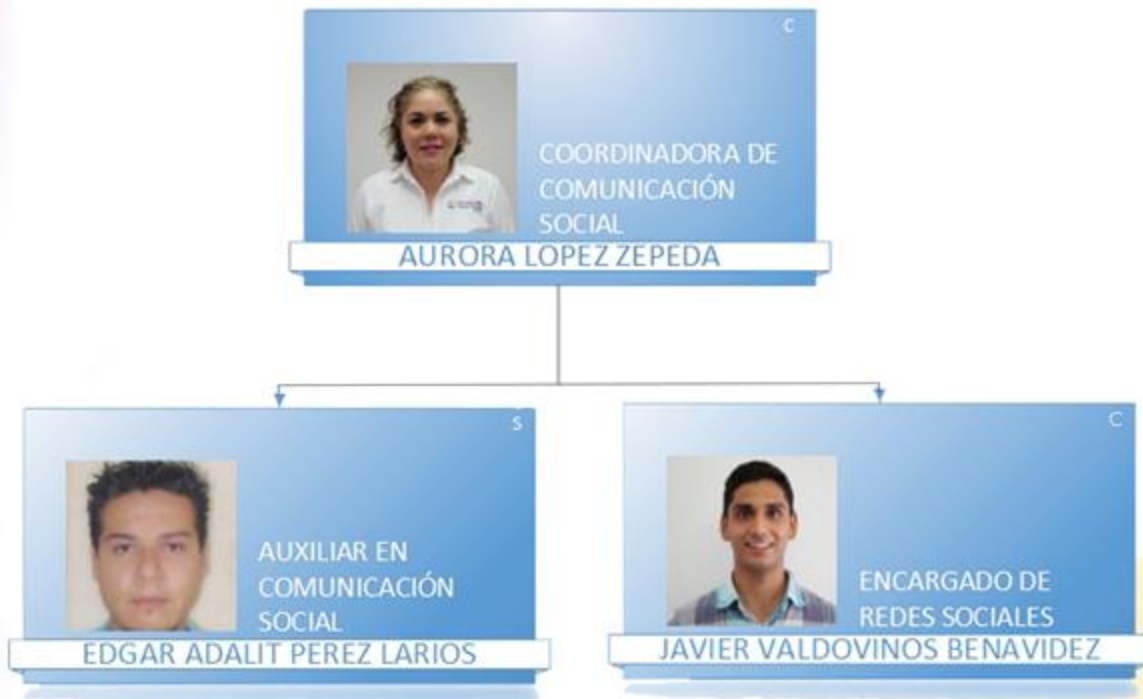 C
COORDINADORA DE
COMUNICACIÓN
SOCIAL
AURORA LOPEZ ZEPEDA
S
AUXILIAR EN
COMUNICACIÓN
SOCIAL
EDGAR ADALIT PEREZ LARIOS
C
ENCARGADO DE
REDES SOCIALES
JAVIER VALDOVINOS BENAVIDEZ